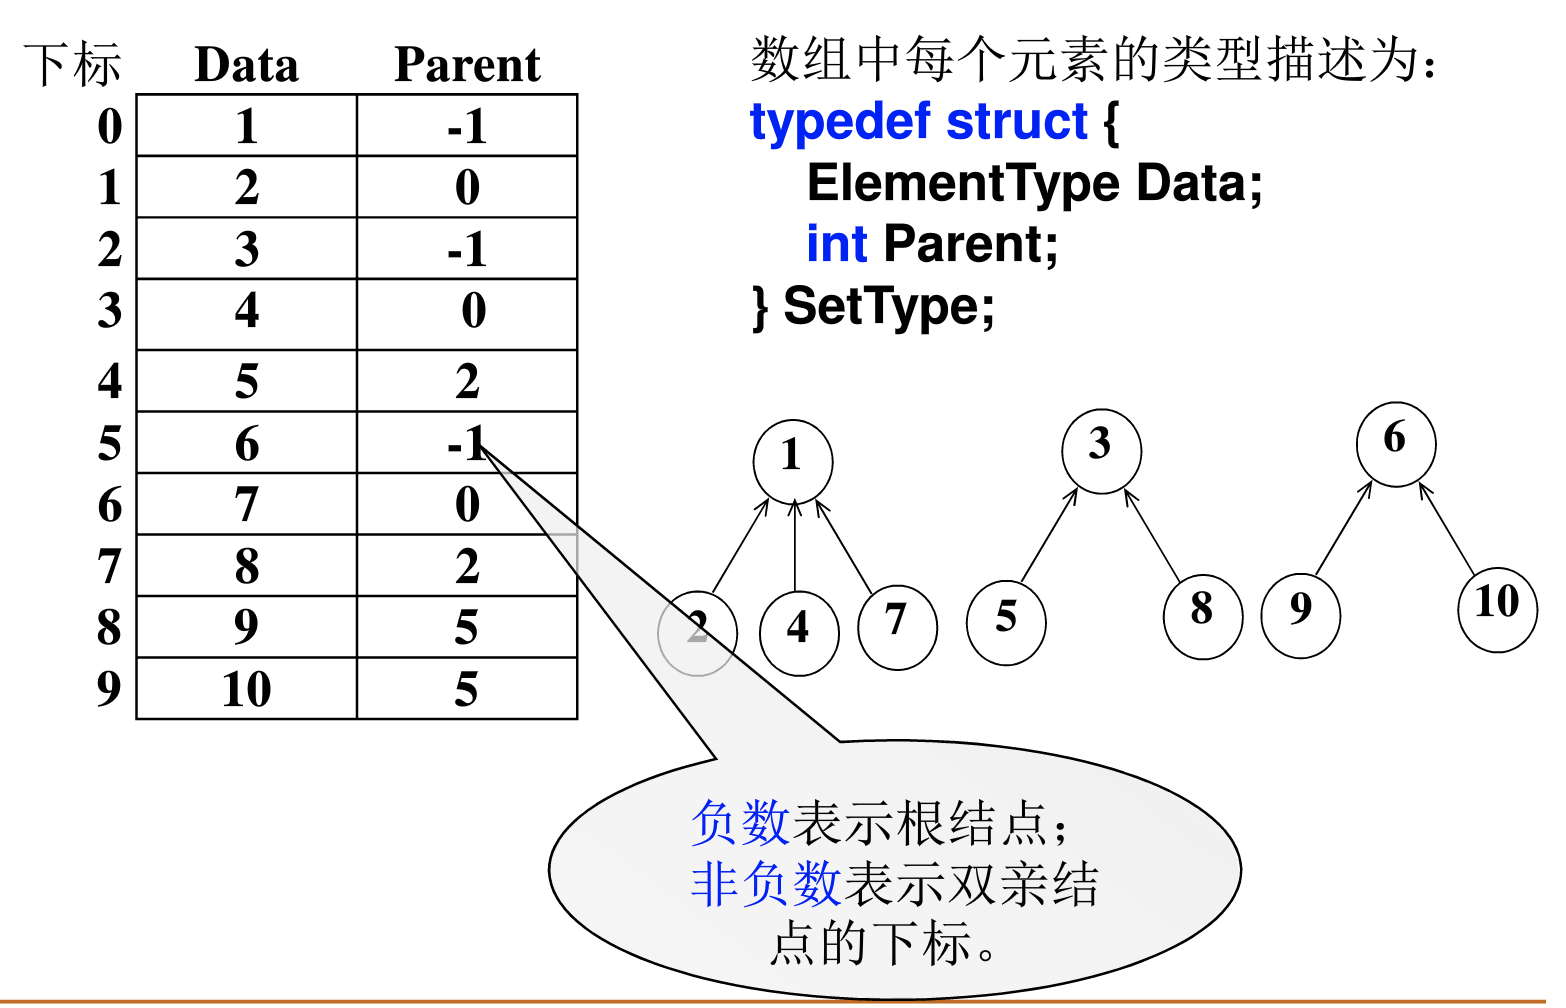 下标 Data Parent
0 1 -1
1 2 0
2 3 -1
3 4 0
4 5 2
5 6 -1
6 7 0
7 8 2
8 9 5
9 10 5
数组中每个元素的类型描述为：
typedef struct {
ElementType Data;
int Parent;
} SetType;
1 3 6
2 4 7 5 8 9 10
负数表示根结点；
非负数表示双亲结
点的下标。